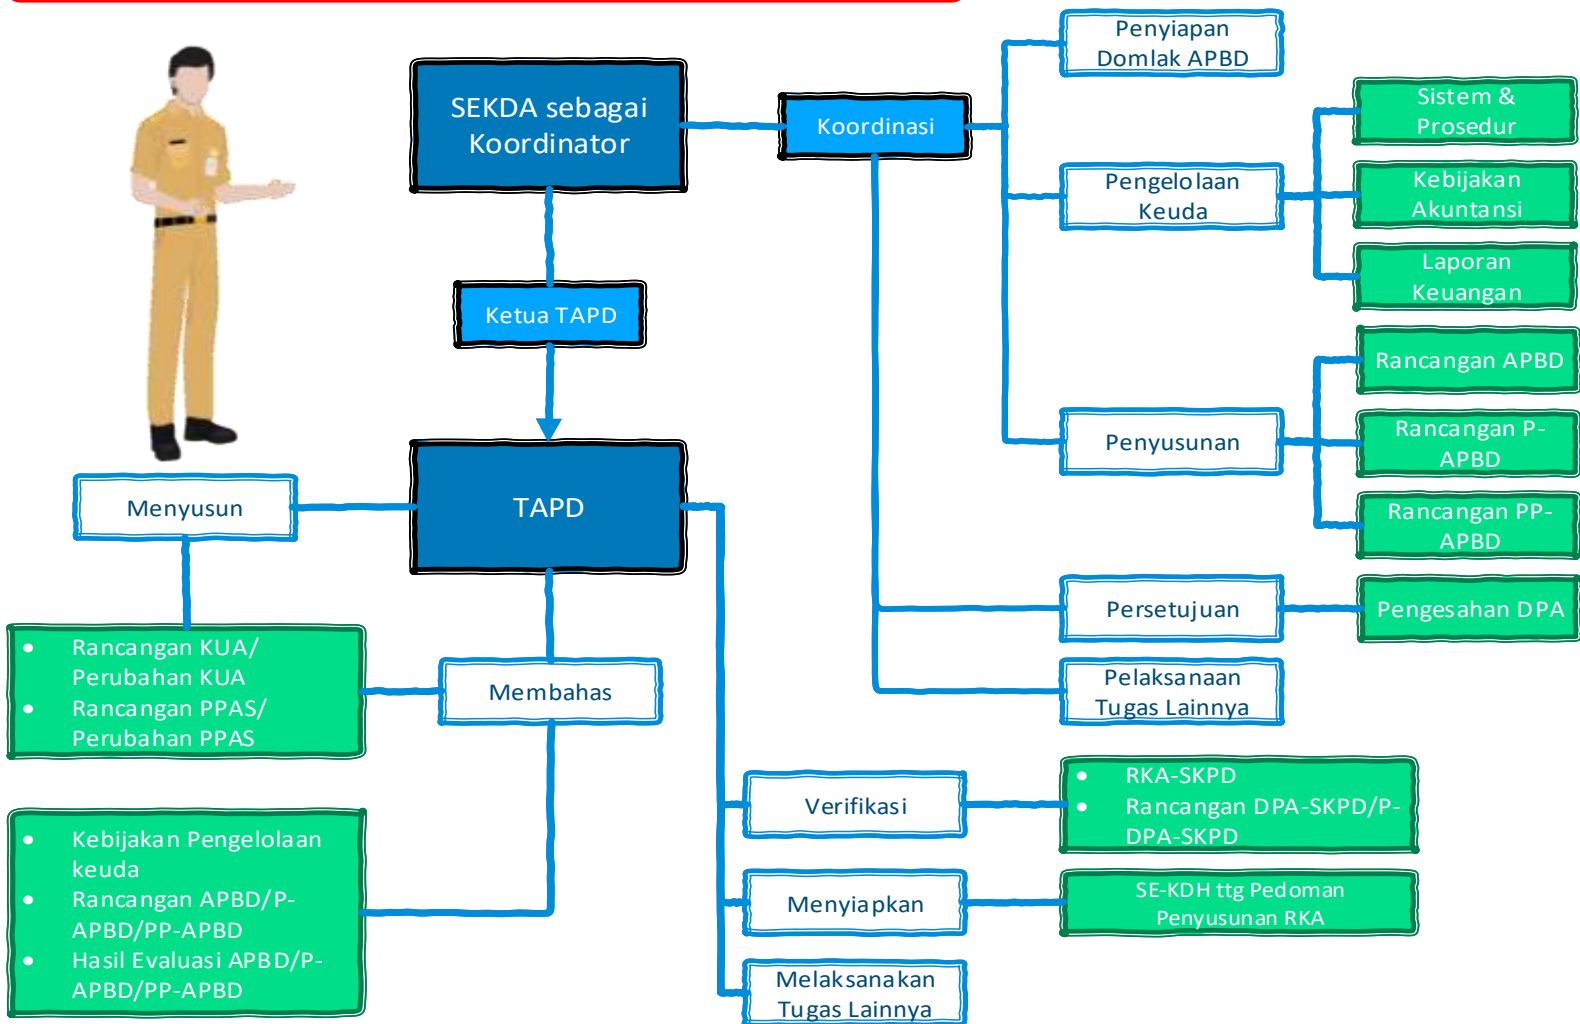 Penyiapan
Domlak APBD
SEKDA sebagai
Koordinator
Koordinasi
Sistem &
Prosedur
Pengelolaan
Keuda
Kebijakan
Akuntansi
Laporan
Keuangan
Ketua TAPD
Rancangan APBD
Penyusunan
Rancangan P-
APBD
Rancangan PP-
APBD
Menyusun
TAPD
Persetujuan
Pengesahan DPA
• Rancangan KUA/
Perubahan KUA
• Rancangan PPAS/
Perubahan PPAS
Membahas
Pelaksanaan
Tugas Lainnya
Verifikasi
• RKA-SKPD
• Rancangan DPA-SKPD/P-
DPA-SKPD
• Kebijakan Pengelolaan
keuda
• Rancangan APBD/P-
APBD/PP-APBD
• Hasil Evaluasi APBD/P-
APBD/PP-APBD
Menyiapkan
SE-KDH ttg Pedoman
Penyusunan RKA
Melaksanakan
Tugas Lainnya